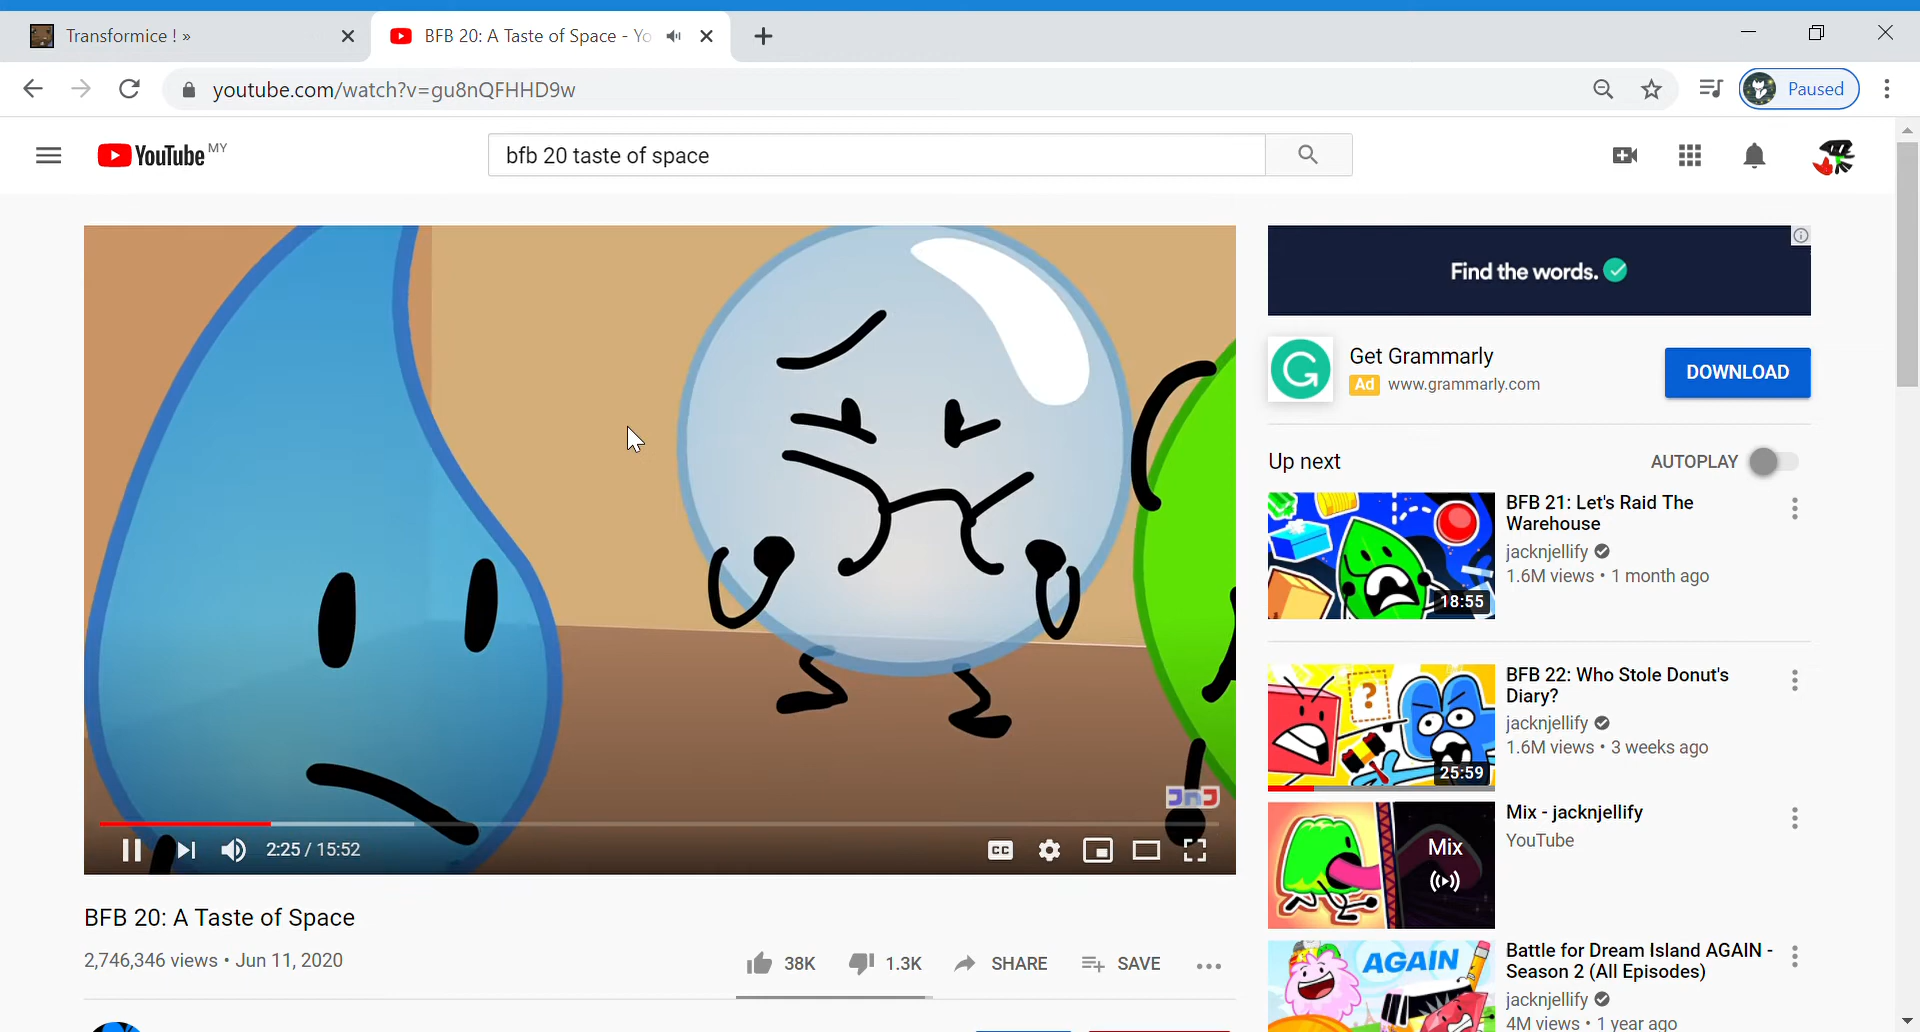 Transformice ! »
BFB 20: A Taste of Space - Yo
youtube.com/watch?v=gu8nQFHHD9w
Paused
YouTube MY
bfb 20 taste of space
Find the words.
Get Grammarly
Ad www.grammarly.com
DOWNLOAD
Up next
AUTOPLAY
BFB 21: Let's Raid The
Warehouse
jacknjellify
1.6M views • 1 month ago
18:55
BFB 22: Who Stole Donut's
Diary?
jacknjellify
1.6M views • 3 weeks ago
?
25:59
Mix - jacknjellify
YouTube
Mix
Battle for Dream Island AGAIN -
Season 2 (All Episodes)
jacknjellify
4M views • 1 year ago
AGAIN
JnJ
2:25 / 15:52
CC
BFB 20: A Taste of Space
2,746,346 views • Jun 11, 2020
38K
1.3K
SHARE
SAVE